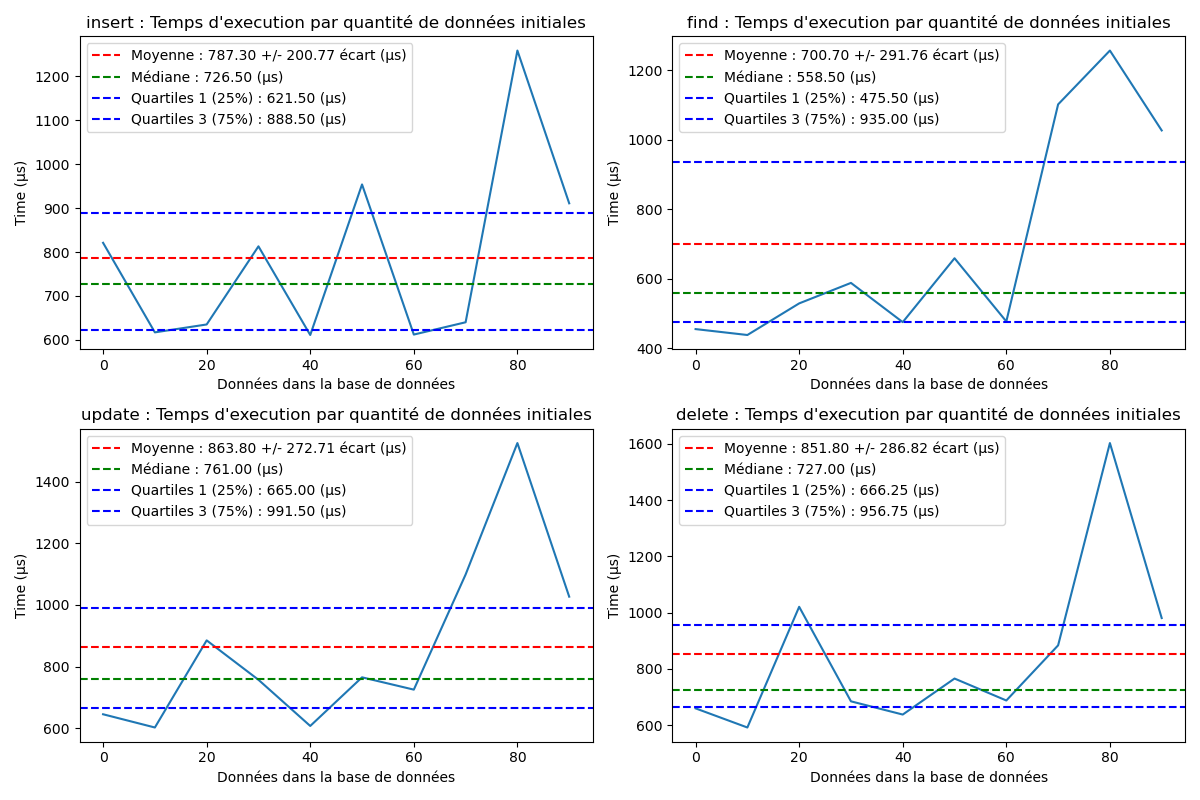 insert : Temps d'execution par quantité de données initiales
Moyenne : 787.30 +/- 200.77 écart (µs)
Médiane : 726.50 (µs)
Quartiles 1 (25%) : 621.50 (µs)
Quartiles 3 (75%) : 888.50 (µs)
1200
1100
1000
900
800
700
600
Time (µs)
0 20 40 60 80
Données dans la base de données
find : Temps d'execution par quantité de données initiales
Moyenne : 700.70 +/- 291.76 écart (µs)
Médiane : 558.50 (µs)
Quartiles 1 (25%) : 475.50 (µs)
Quartiles 3 (75%) : 935.00 (µs)
1200
1000
800
600
400
Time (µs)
0 20 40 60 80
Données dans la base de données
update : Temps d'execution par quantité de données initiales
Moyenne : 863.80 +/- 272.71 écart (µs)
Médiane : 761.00 (µs)
Quartiles 1 (25%) : 665.00 (µs)
Quartiles 3 (75%) : 991.50 (µs)
1400
1200
1000
800
600
Time (µs)
0 20 40 60 80
Données dans la base de données
delete : Temps d'execution par quantité de données initiales
Moyenne : 851.80 +/- 286.82 écart (µs)
Médiane : 727.00 (µs)
Quartiles 1 (25%) : 666.25 (µs)
Quartiles 3 (75%) : 956.75 (µs)
1600
1400
1200
1000
800
600
Time (µs)
0 20 40 60 80
Données dans la base de données